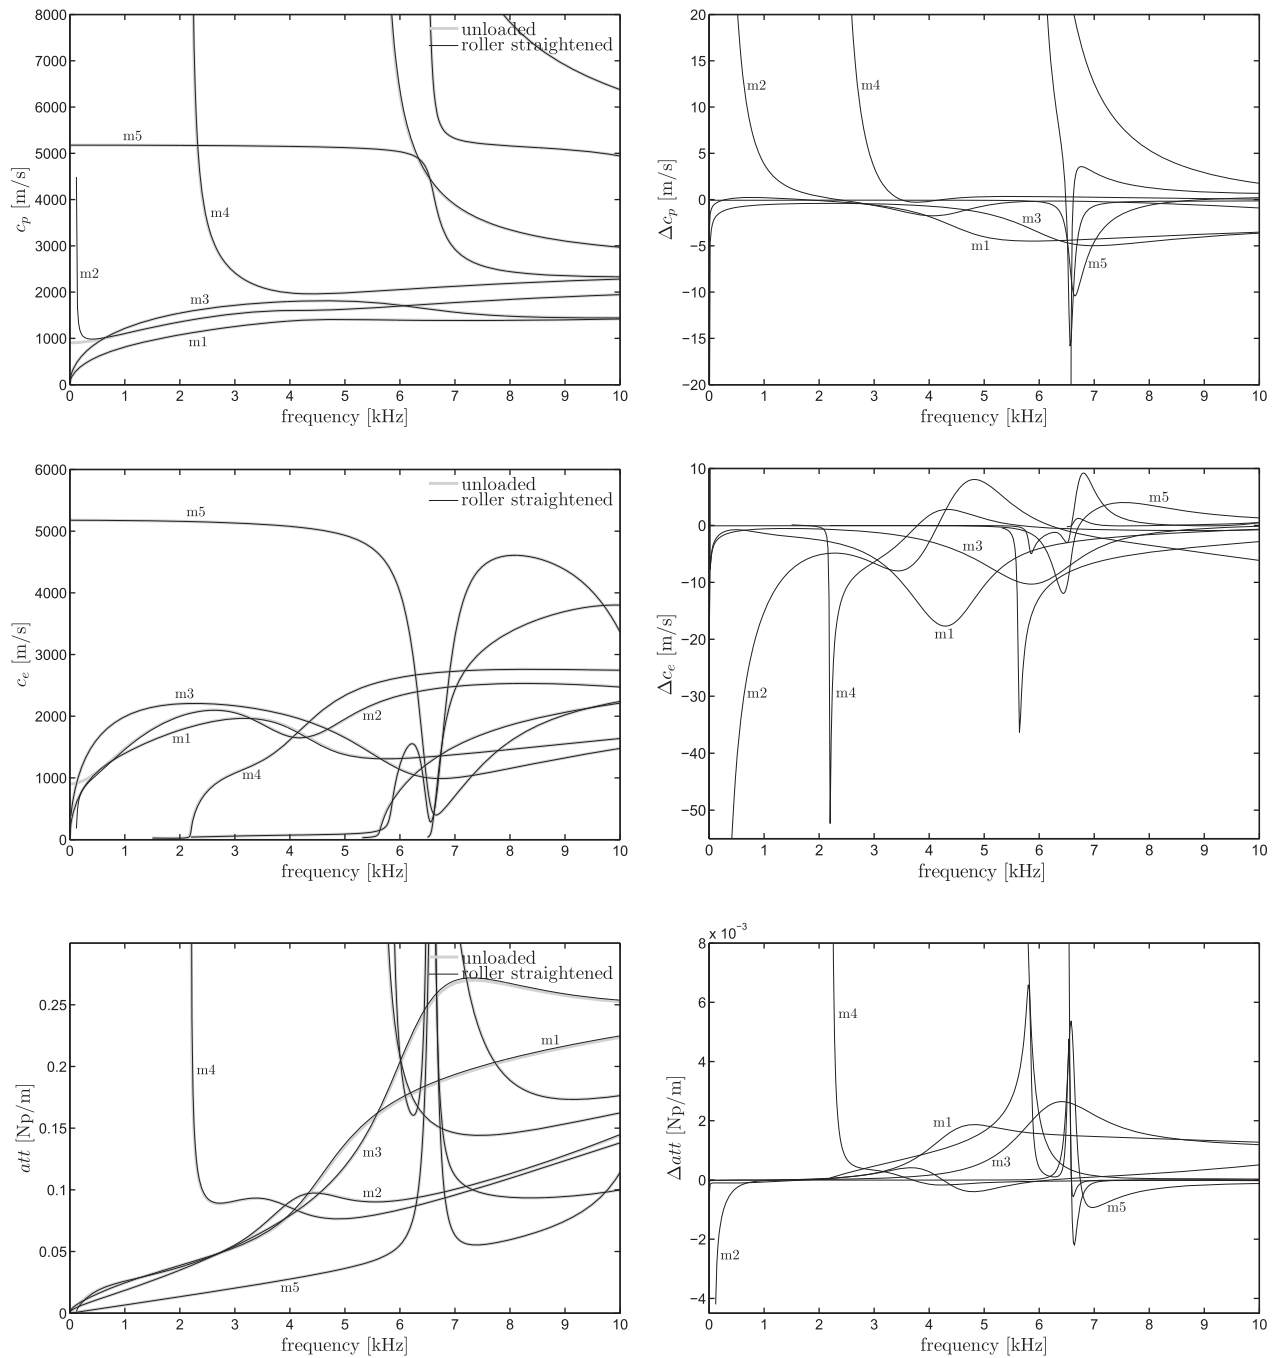 8000
7000
6000
5000
4000
3000
2000
1000
0
c_p [m/s]
unloaded
roller straightened
m5
m4
m2
m3
m1
0 1 2 3 4 5 6 7 8 9 10
frequency [kHz]
20
15
10
5
0
−5
−10
−15
−20
Δc_p [m/s]
m2
m4
m3
m1
m5
0 1 2 3 4 5 6 7 8 9 10
frequency [kHz]
6000
5000
4000
3000
2000
1000
0
c_e [m/s]
unloaded
roller straightened
m5
m3
m2
m1
m4
0 1 2 3 4 5 6 7 8 9 10
frequency [kHz]
10
0
−10
−20
−30
−40
−50
Δc_e [m/s]
m5
m3
m1
m2
m4
0 1 2 3 4 5 6 7 8 9 10
frequency [kHz]
0.25
0.2
0.15
0.1
0.05
0
att [Np/m]
unloaded
roller straightened
m1
m4
m3
m2
m5
0 1 2 3 4 5 6 7 8 9 10
frequency [kHz]
x 10⁻³
8
6
4
2
0
−2
−4
Δatt [Np/m]
m4
m1
m3
m5
m2
0 1 2 3 4 5 6 7 8 9 10
frequency [kHz]